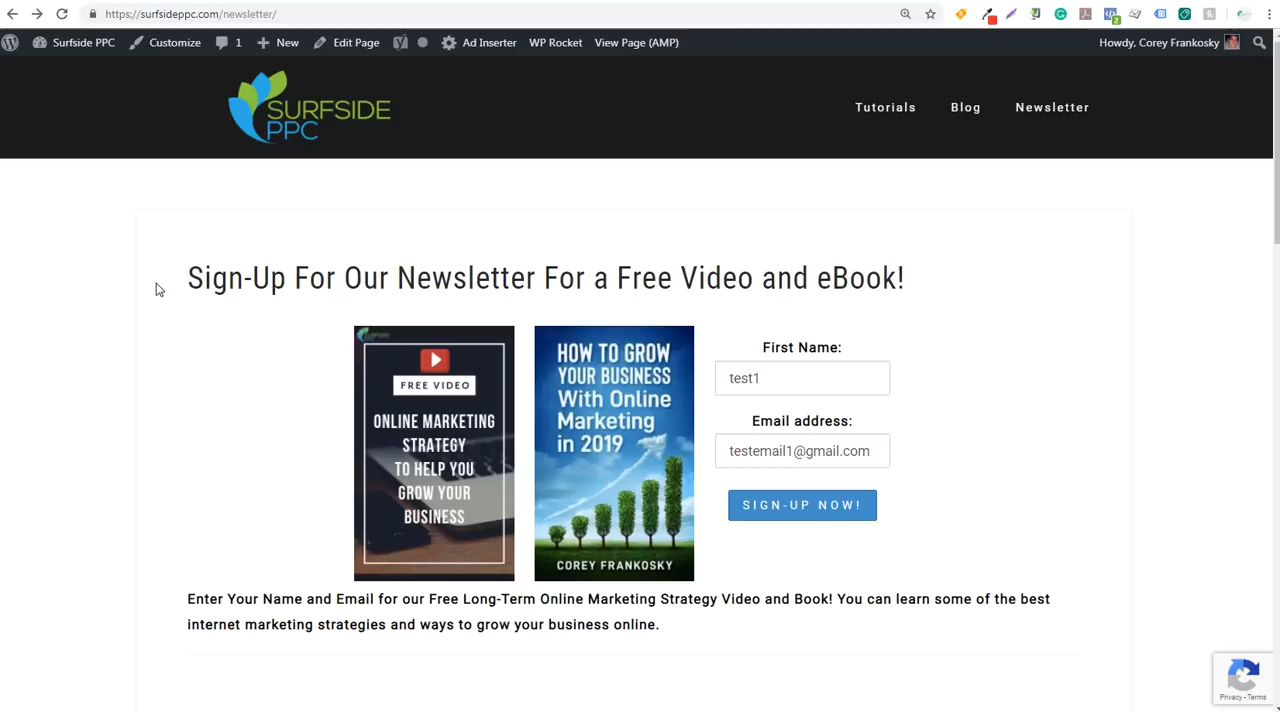 https://surfsideppc.com/newsletter/
2
Surfside PPC
Customize
1
New
Edit Page
Ad Inserter
WP Rocket
View Page (AMP)
Howdy, Corey Frankosky
SURFSIDE
PPC
Tutorials
Blog
Newsletter
Sign-Up For Our Newsletter For a Free Video and eBook!
FREE VIDEO
ONLINE MARKETING
STRATEGY
TO HELP YOU
GROW YOUR
BUSINESS
HOW TO GROW
YOUR BUSINESS
With Online
Marketing
in 2019
COREY FRANKOSKY
First Name:
test1
Email address:
testemail1@gmail.com
SIGN-UP NOW!
Enter Your Name and Email for our Free Long-Term Online Marketing Strategy Video and Book! You can learn some of the best
internet marketing strategies and ways to grow your business online.
Privacy - Terms